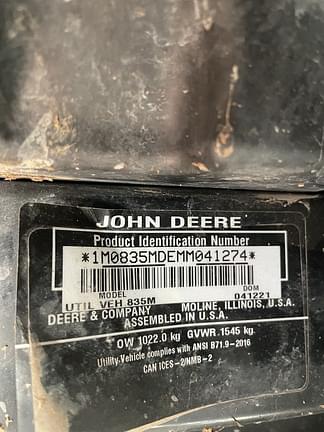 JOHN DEERE
Product Identification Number
*1M0835MDEMM041274*
MODEL DOM
UTIL VEH 835M 041221
DEERE & COMPANY MOLINE, ILLINOIS, U.S.A.
ASSEMBLED IN U.S.A.
OW 1022.0 kg GVWR. 1545 kg
Utility Vehicle complies with ANSI B71.9-2016
CAN ICES-2/NMB-2